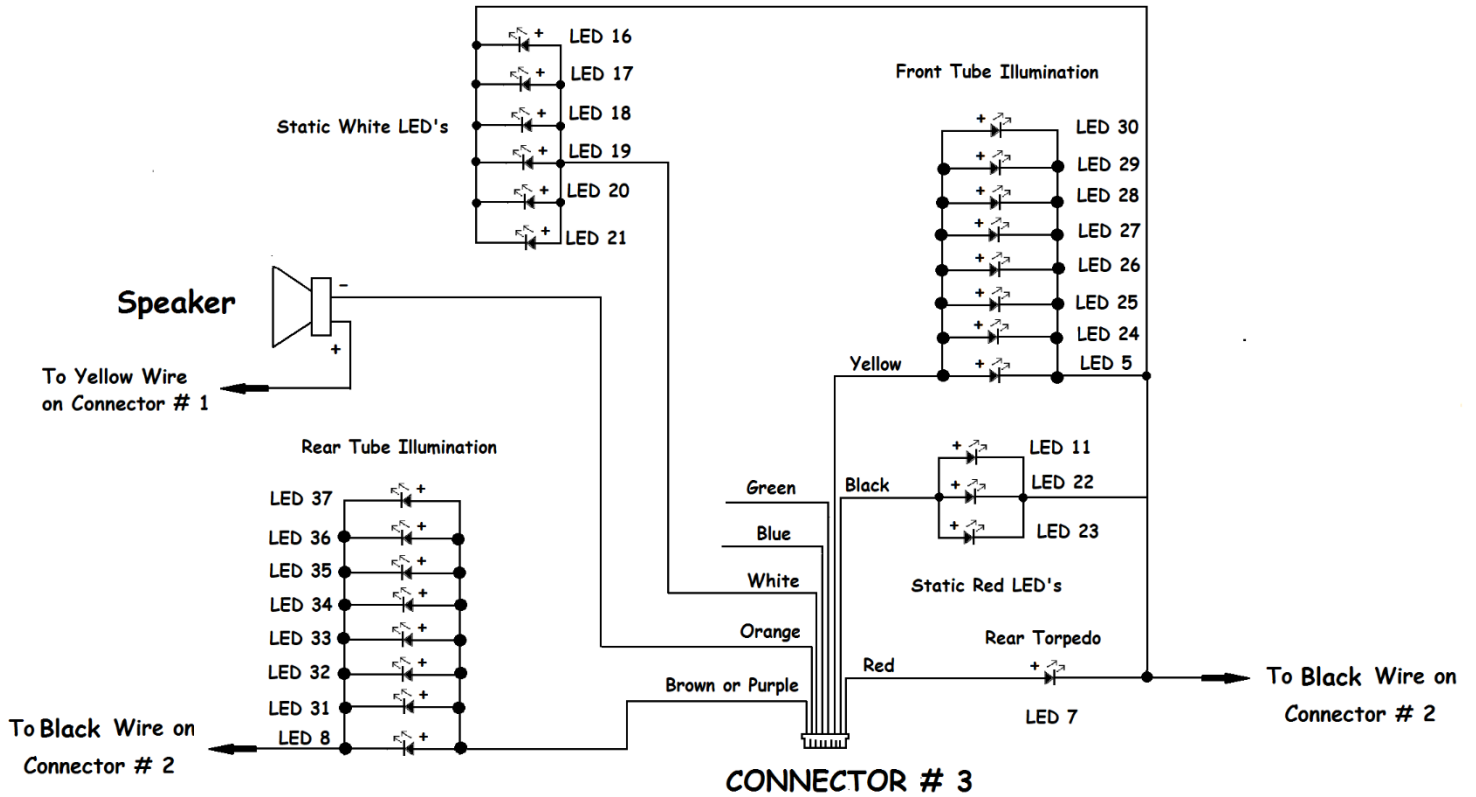 LED 16
LED 17
LED 18
LED 19
LED 20
LED 21
Static White LED's
Front Tube Illumination
LED 30
LED 29
LED 28
LED 27
LED 26
LED 25
LED 24
LED 5
Yellow
Speaker
-
+
To Yellow Wire
on Connector # 1
Rear Tube Illumination
LED 37
LED 36
LED 35
LED 34
LED 33
LED 32
LED 31
LED 8
To Black Wire on
Connector # 2
Green
Blue
White
Orange
Brown or Purple
Black
LED 11
LED 22
LED 23
Static Red LED's
Rear Torpedo
Red
LED 7
To Black Wire on
Connector # 2
CONNECTOR # 3